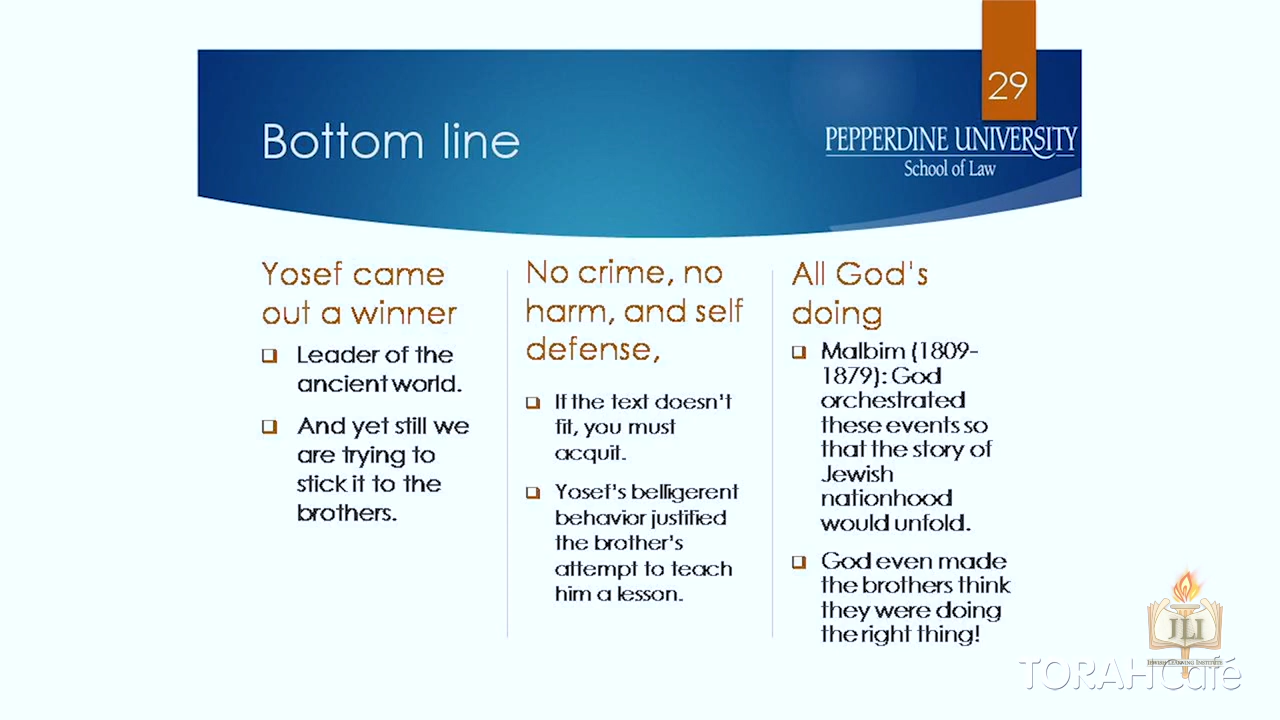 29
Bottom line
PEPPERDINE UNIVERSITY
School of Law
Yosef came
out a winner
Leader of the
ancient world.
And yet still we
are trying to
stick it to the
brothers.
No crime, no
harm, and self
defense,
If the text doesn't
fit, you must
acquit.
Yosef's belligerent
behavior justified
the brother's
attempt to teach
him a lesson.
All God's
doing
Malbim (1809-
1879): God
orchestrated
these events so
that the story of
Jewish
nationhood
would unfold.
God even made
the brothers think
they were doing
the right thing!
JLI
JEWISH LEARNING INSTITUTE
TORAHCafé